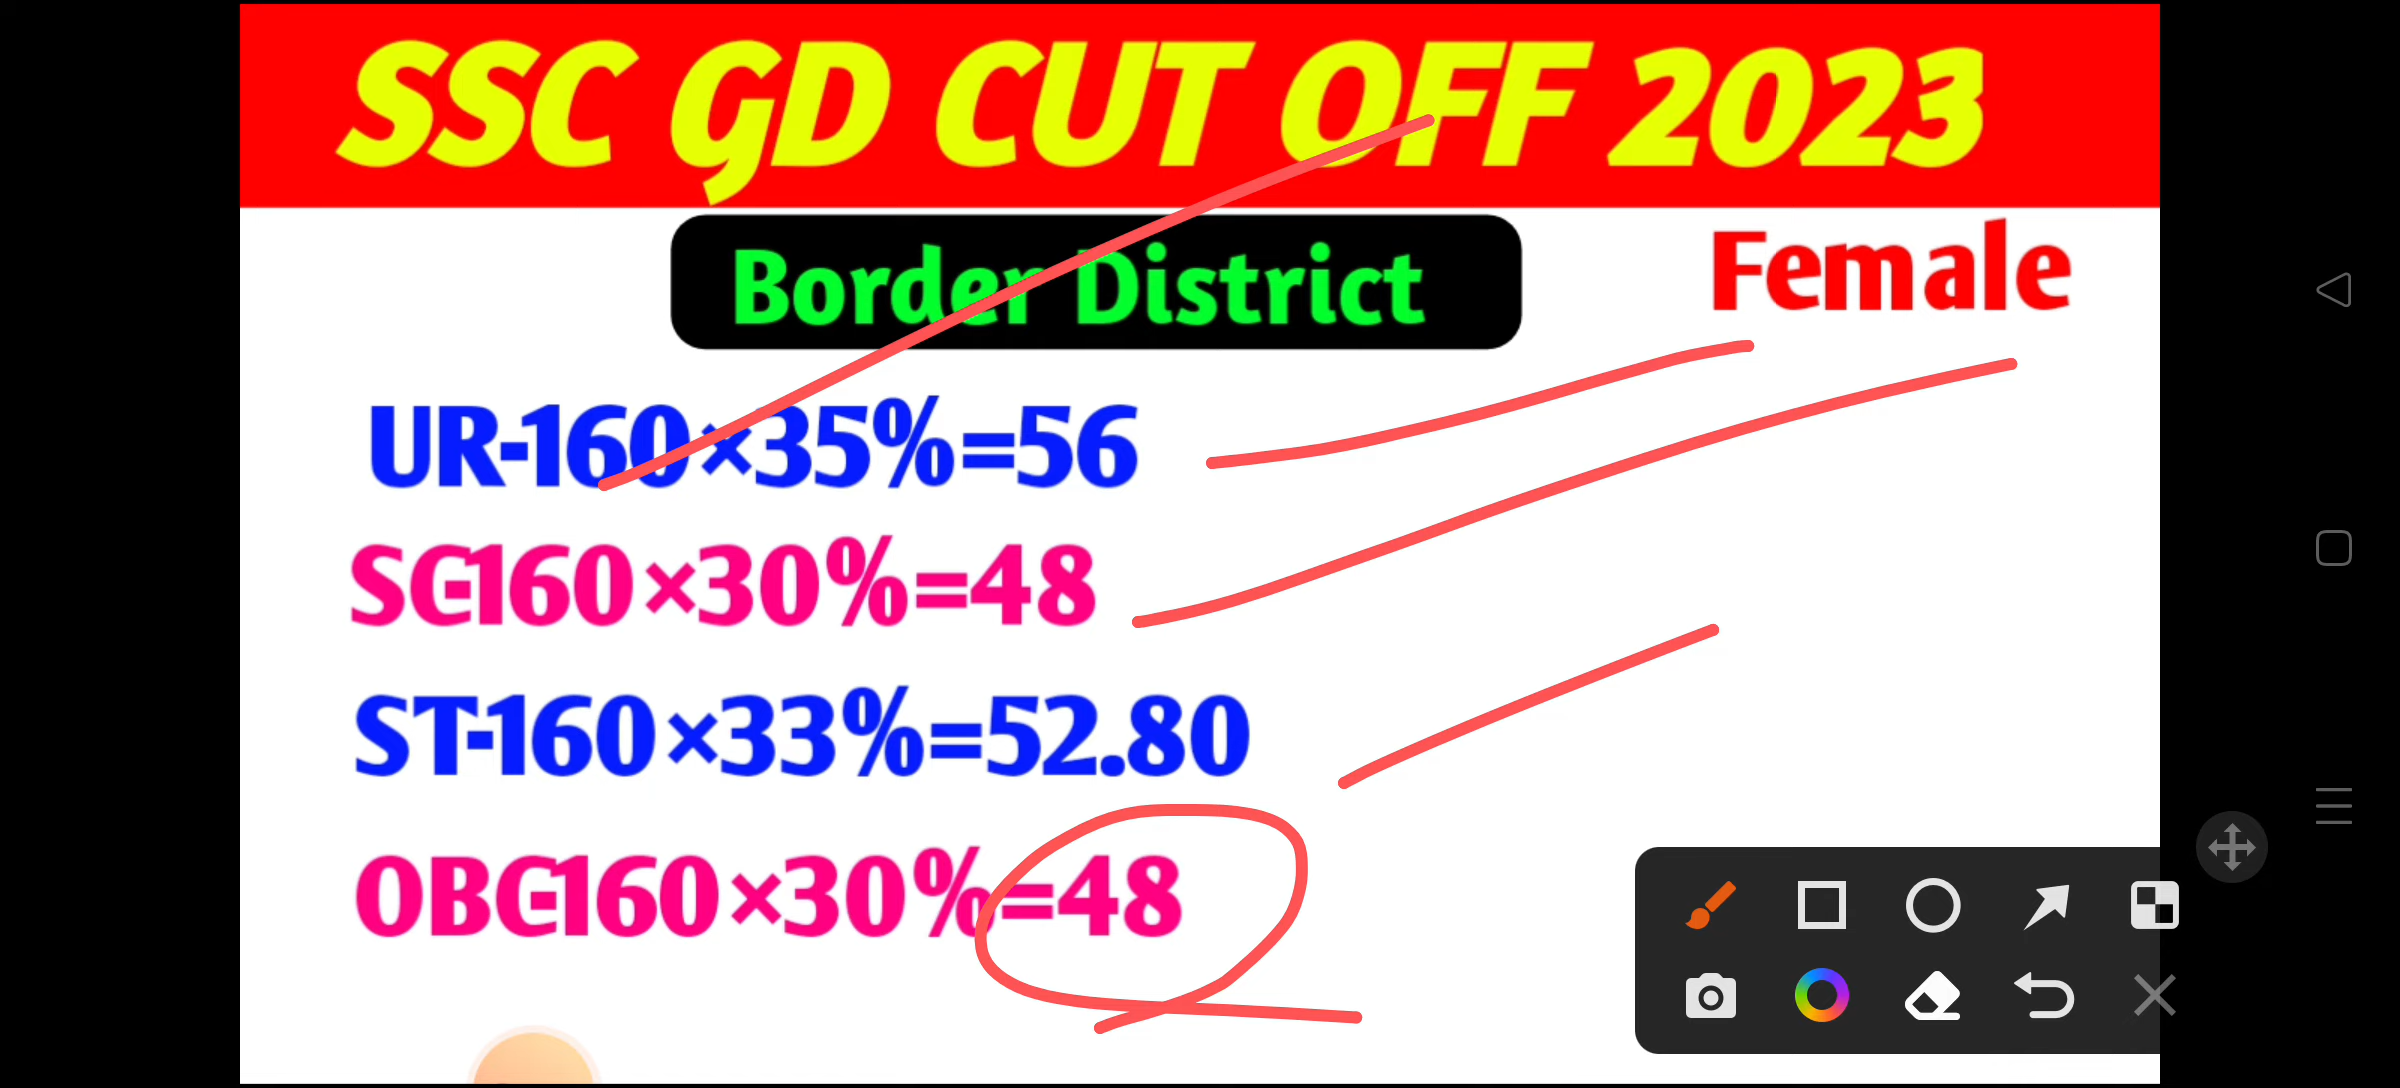 SSC gD CUT OFF 2023
Border District
Female
UR-160×35%=56
SC-160×30%=48
ST-160×33%=52.80
OBC-160×30%=48